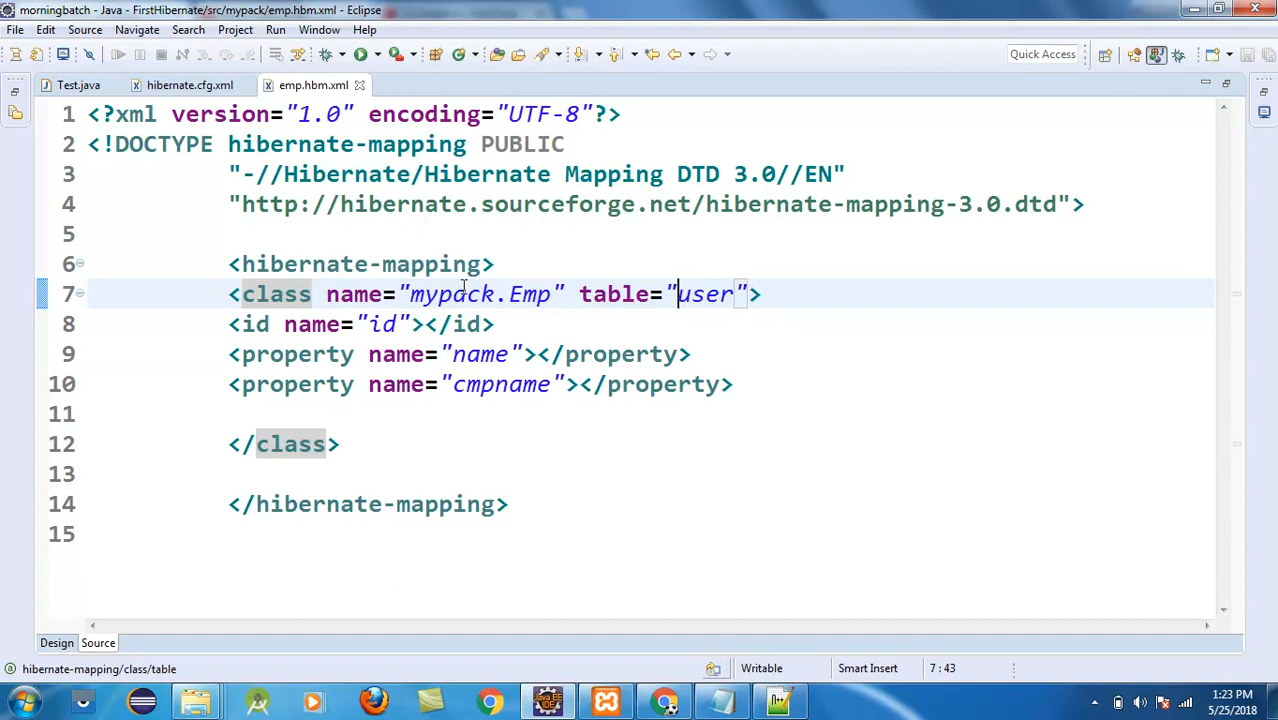 morningbatch - Java - FirstHibernate/src/mypack/emp.hbm.xml - Eclipse
File Edit Source Navigate Search Project Run Window Help
Quick Access
Test.java hibernate.cfg.xml emp.hbm.xml
1 <?xml version="1.0" encoding="UTF-8"?>
2 <!DOCTYPE hibernate-mapping PUBLIC
3 "-//Hibernate/Hibernate Mapping DTD 3.0//EN"
4 "http://hibernate.sourceforge.net/hibernate-mapping-3.0.dtd">
5
6 <hibernate-mapping>
7 <class name="mypack.Emp" table="user">
8 <id name="id"></id>
9 <property name="name"></property>
10 <property name="cmpname"></property>
11
12 </class>
13
14 </hibernate-mapping>
15
Design Source
hibernate-mapping/class/table Writable Smart Insert 7 : 43
1:23 PM
5/25/2018